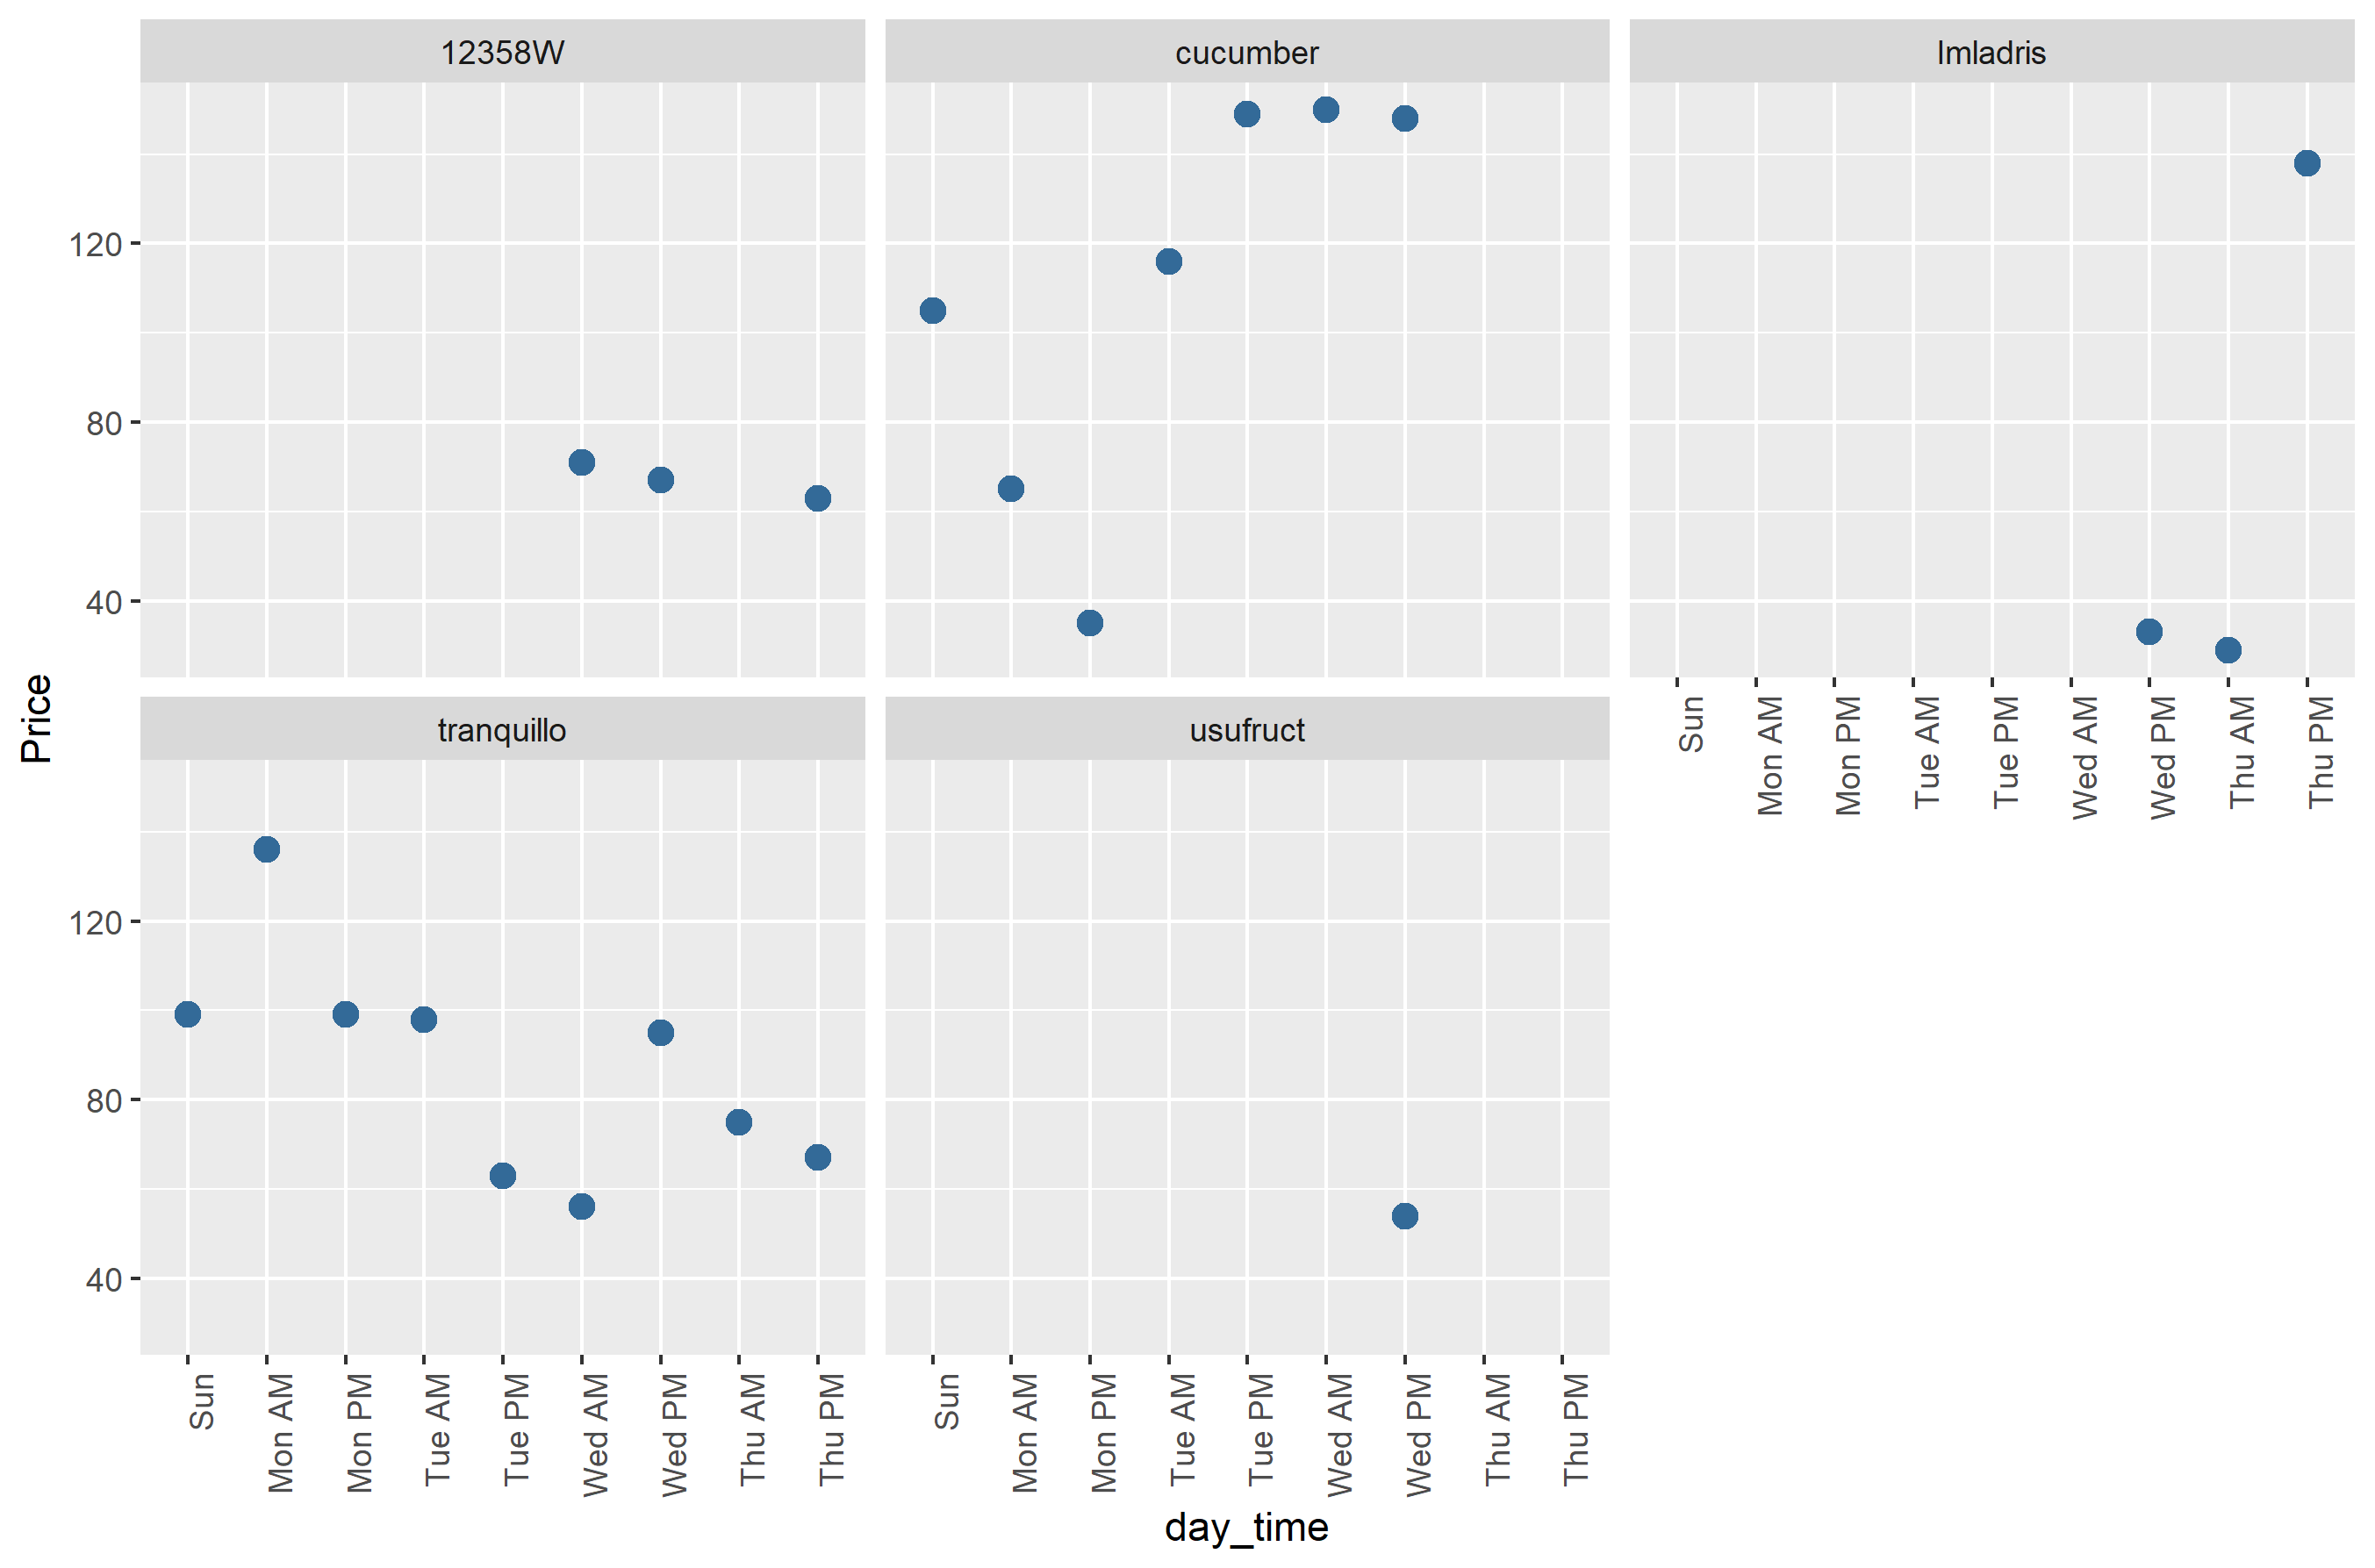 12358W
cucumber
Imladris
120
80
40
Price
Sun
Mon AM
Mon PM
Tue AM
Tue PM
Wed AM
Wed PM
Thu AM
Thu PM
tranquillo
usufruct
120
80
40
Sun
Mon AM
Mon PM
Tue AM
Tue PM
Wed AM
Wed PM
Thu AM
Thu PM
Sun
Mon AM
Mon PM
Tue AM
Tue PM
Wed AM
Wed PM
Thu AM
Thu PM
day_time